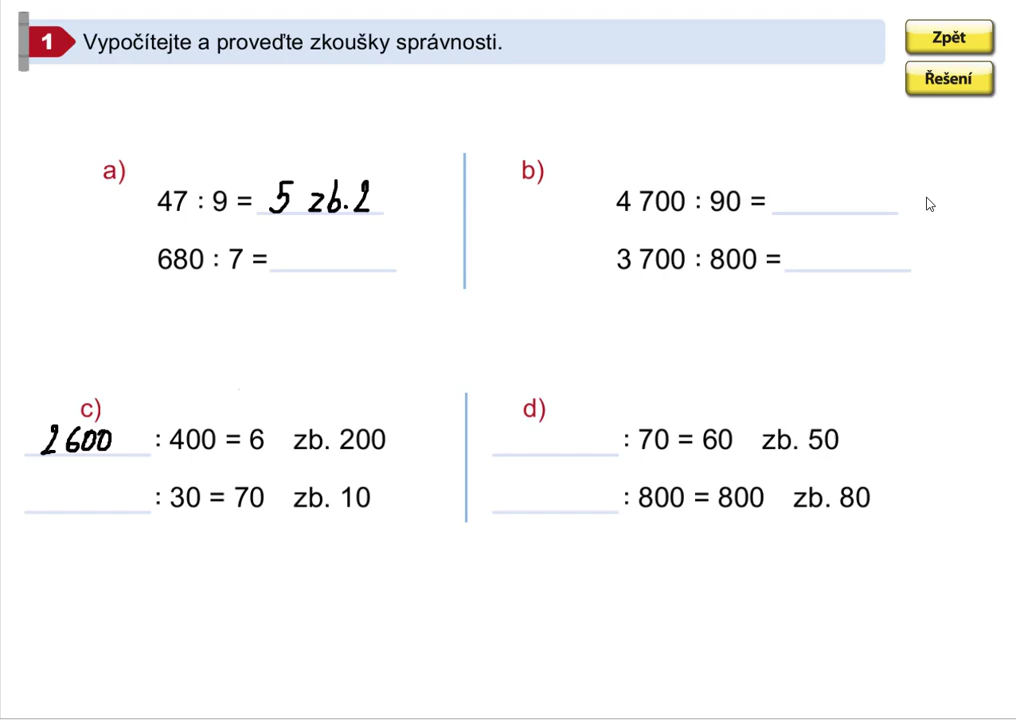 1 Vypočítejte a proveďte zkoušky správnosti.
Zpět
Řešení
a)
47 : 9 = 5 zb. 2
680 : 7 =
b)
4 700 : 90 =
3 700 : 800 =
c)
2 600 : 400 = 6 zb. 200
: 30 = 70 zb. 10
d)
: 70 = 60 zb. 50
: 800 = 800 zb. 80